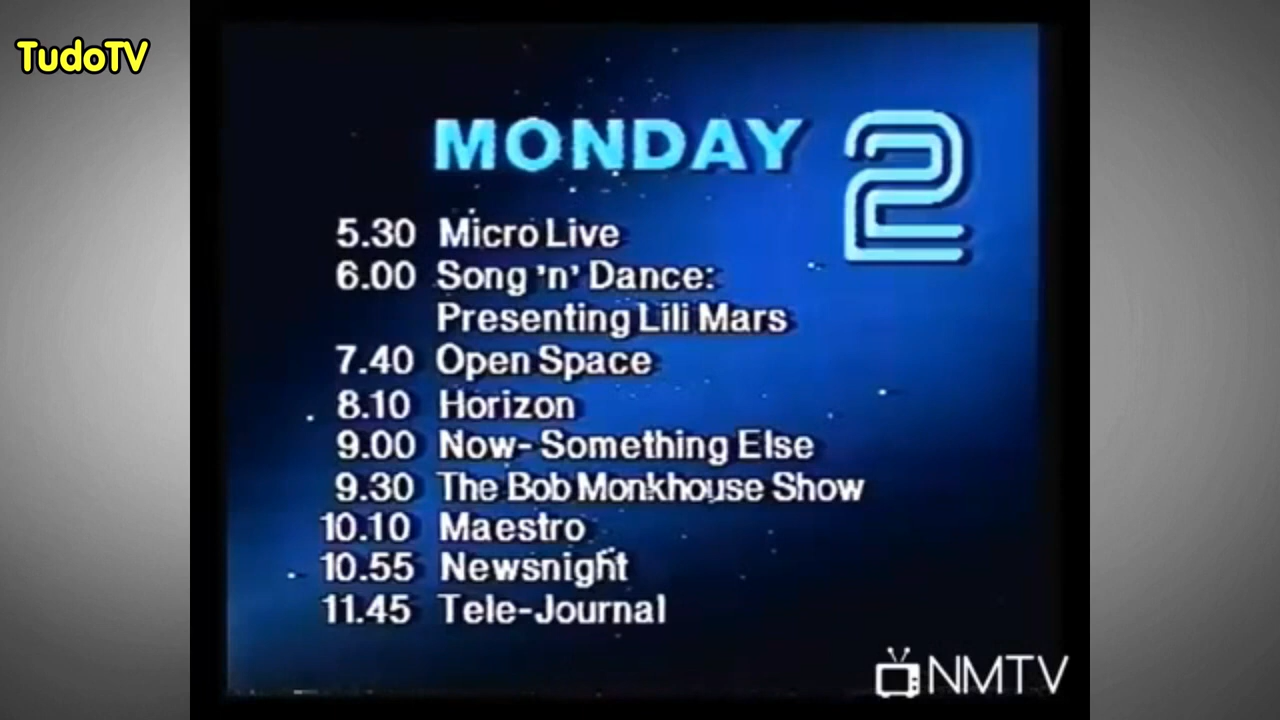 TudoTV
MONDAY 2
5.30 Micro Live
6.00 Song 'n' Dance:
Presenting Lili Mars
7.40 Open Space
8.10 Horizon
9.00 Now-Something Else
9.30 The Bob Monkhouse Show
10.10 Maestro
10.55 Newsnight
11.45 Tele-Journal
NMTV